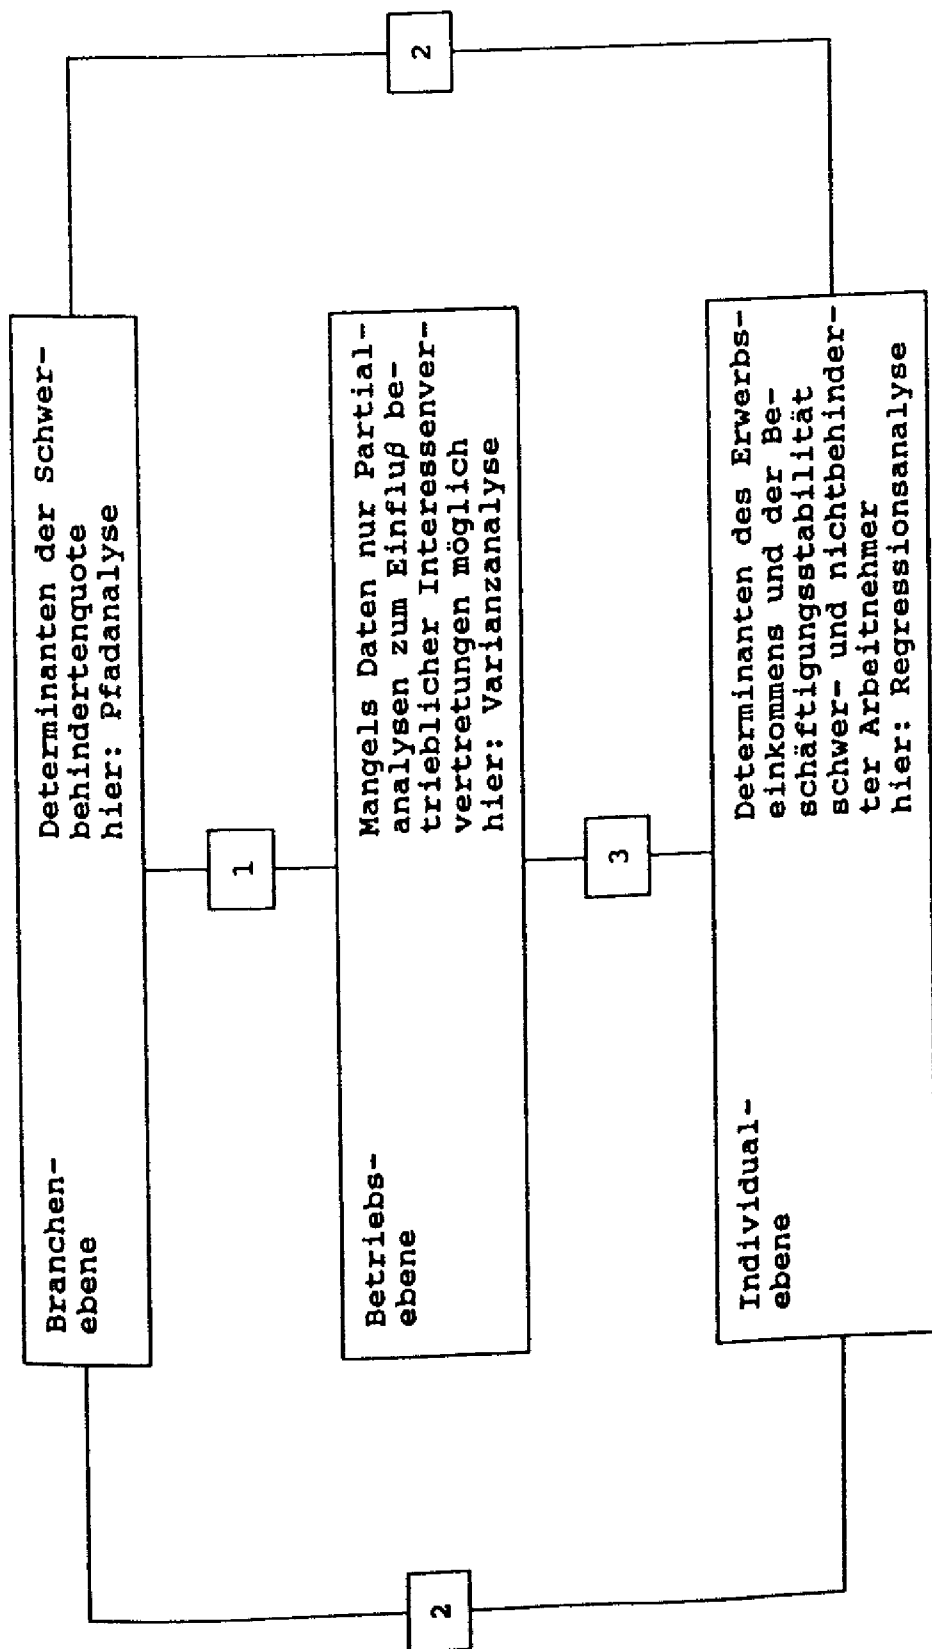 Branchen-
ebene
Determinanten der Schwer-
behindertenquote
hier: Pfadanalyse
1
2
2
Betriebs-
ebene
Mangels Daten nur Partial-
analysen zum Einfluß be-
trieblicher Interessenver-
vertretungen möglich
hier: Varianzanalyse
3
Individual-
ebene
Determinanten des Erwerbs-
einkommens und der Be-
schäftigungsstabilität
schwer- und nichtbehinder-
ter Arbeitnehmer
hier: Regressionsanalyse